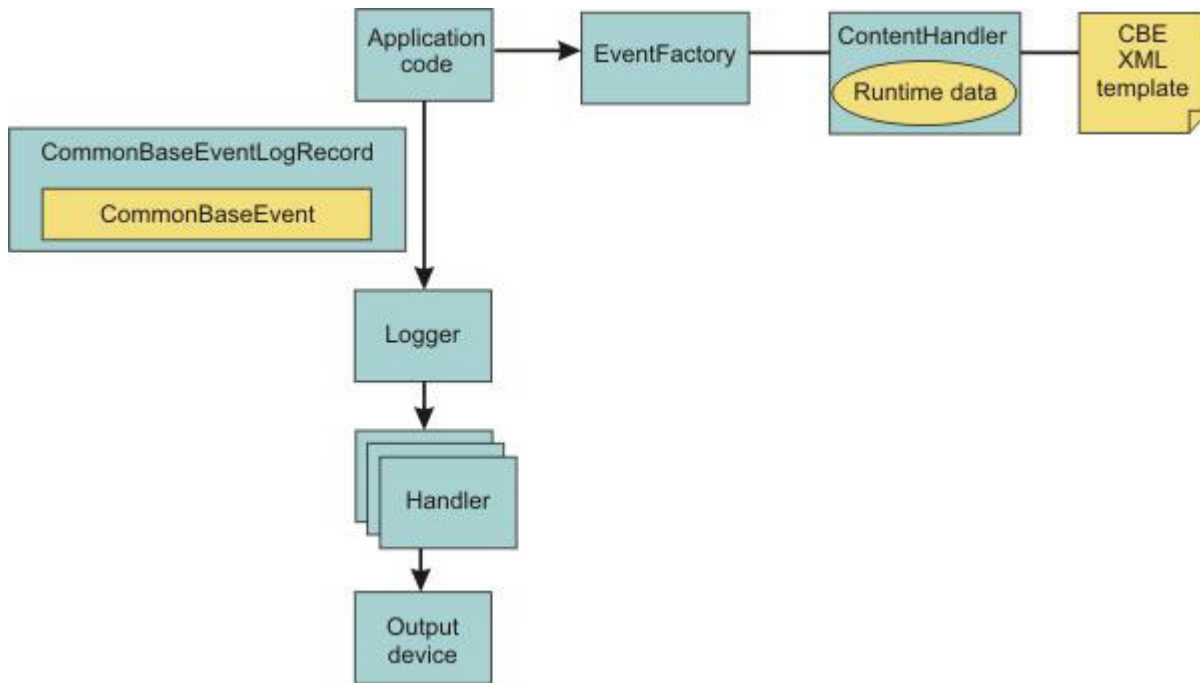 Application
code
EventFactory
ContentHandler
Runtime data
CBE
XML
template
CommonBaseEventLogRecord
CommonBaseEvent
Logger
Handler
Output
device